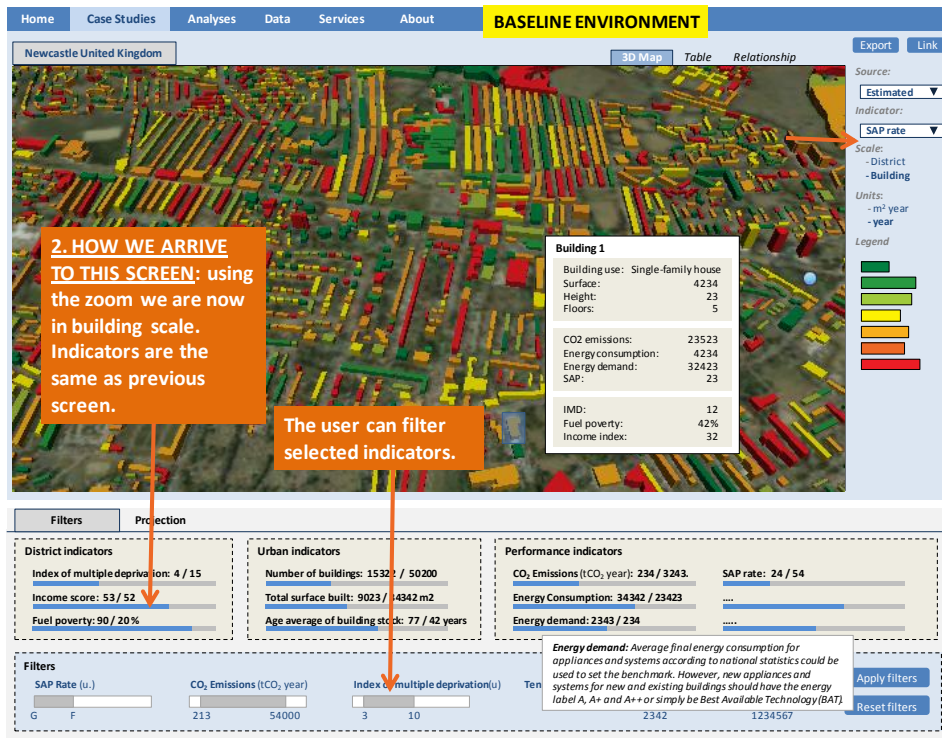 Home Case Studies Analyses Data Services About
BASELINE ENVIRONMENT
Newcastle United Kingdom
3D Map Table Relationship
Export Link
Source:
Estimated
Indicator:
SAP rate
Scale:
- District
- Building
Units:
- m² year
- year
Legend
2. HOW WE ARRIVE
TO THIS SCREEN: using
the zoom we are now
in building scale.
Indicators are the
same as previous
screen.
The user can filter
selected indicators.
Building 1
Building use: Single-family house
Surface: 4234
Height: 23
Floors: 5
CO2 emissions: 23523
Energy consumption: 4234
Energy demand: 32423
SAP: 23
IMD: 12
Fuel poverty: 42%
Income index: 32
Filters Projection
District indicators
Index of multiple deprivation: 4 / 15
Income score: 53 / 52
Fuel poverty: 90 / 20 %
Urban indicators
Number of buildings: 15322 / 50200
Total surface built: 9023 / 34342 m2
Age average of building stock: 77 / 42 years
Performance indicators
CO₂ Emissions (tCO₂ year): 234 / 3243.
Energy Consumption: 34342 / 23423
Energy demand: 2343 / 234
SAP rate: 24 / 54
....
.....
Energy demand: Average final energy consumption for
appliances and systems according to national statistics could be
used to set the benchmark. However, new appliances and
systems for new and existing buildings should have the energy
label A, A+ and A++ or simply be Best Available Technology (BAT).
Filters
SAP Rate (u.)
G F
CO₂ Emissions (tCO₂ year)
213 54000
Index of multiple deprivation(u)
3 10
Ten
2342 1234567
Apply filters
Reset filters